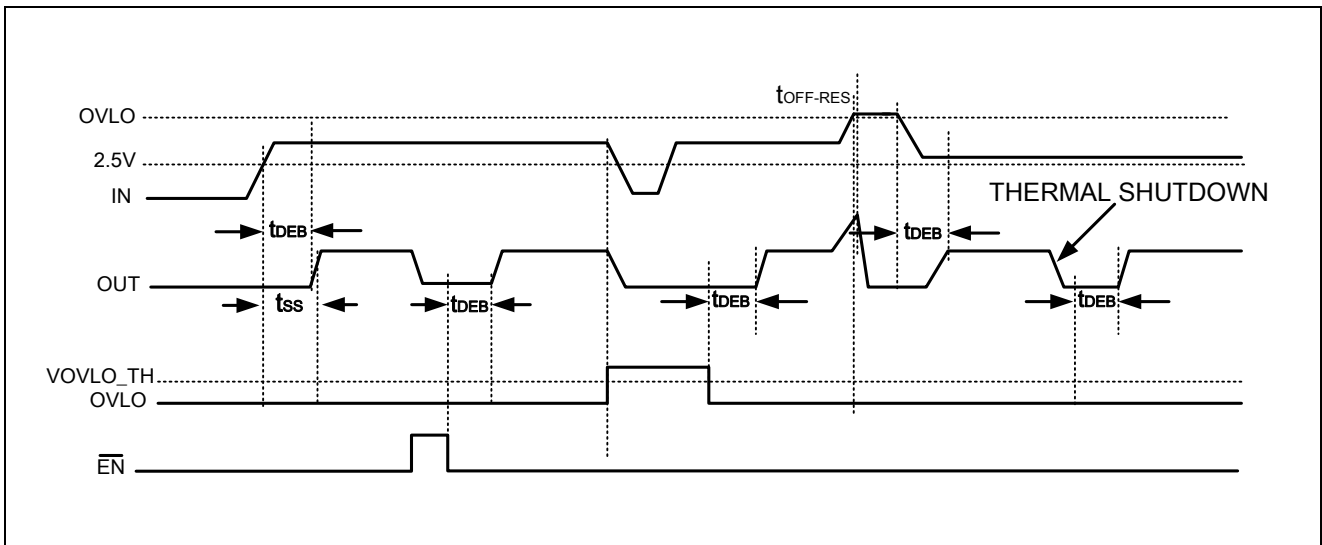 tOFF-RES
OVLO
2.5V
IN
THERMAL SHUTDOWN
tDEB
tDEB
OUT
tss
tDEB
tDEB
tDEB
VOVLO_TH
OVLO
EN